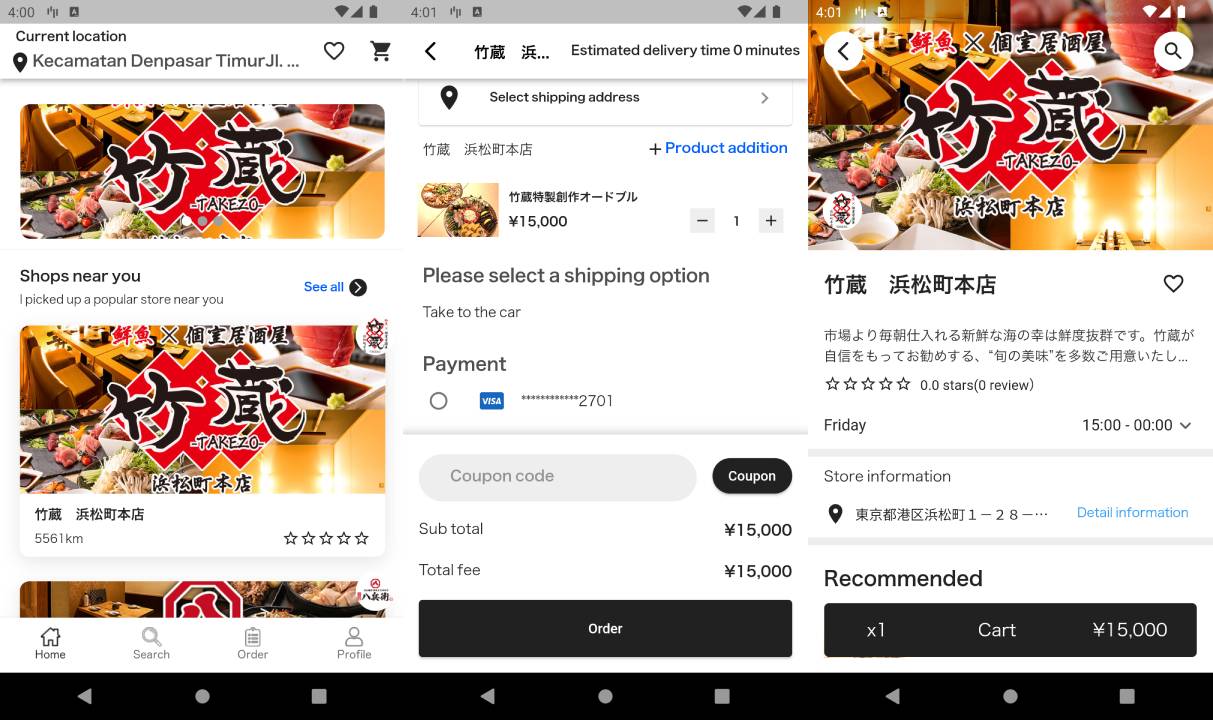 4:00
Current location
Kecamatan Denpasar TimurJl. ...
竹蔵
-TAKEZO-
Shops near you
I picked up a popular store near you
See all
鮮魚×個室居酒屋
竹蔵
-TAKEZO-
浜松町本店
竹蔵 浜松町本店
5561km
八兵衛
Home
Search
Order
Profile
4:01
竹蔵 浜...
Estimated delivery time 0 minutes
Select shipping address
竹蔵 浜松町本店
+ Product addition
竹蔵特製創作オードブル
¥15,000
− 1 +
Please select a shipping option
Take to the car
Payment
VISA ************2701
Coupon code
Coupon
Sub total ¥15,000
Total fee ¥15,000
Order
4:01
鮮魚×個室居酒屋
竹蔵
-TAKEZO-
浜松町本店
竹蔵 浜松町本店
市場より毎朝仕入れる新鮮な海の幸は鮮度抜群です。竹蔵が
自信をもってお勧めする、“旬の美味”を多数ご用意いたし...
0.0 stars(0 review)
Friday 15:00 - 00:00
Store information
東京都港区浜松町１－２８－…
Detail information
Recommended
x1 Cart ¥15,000